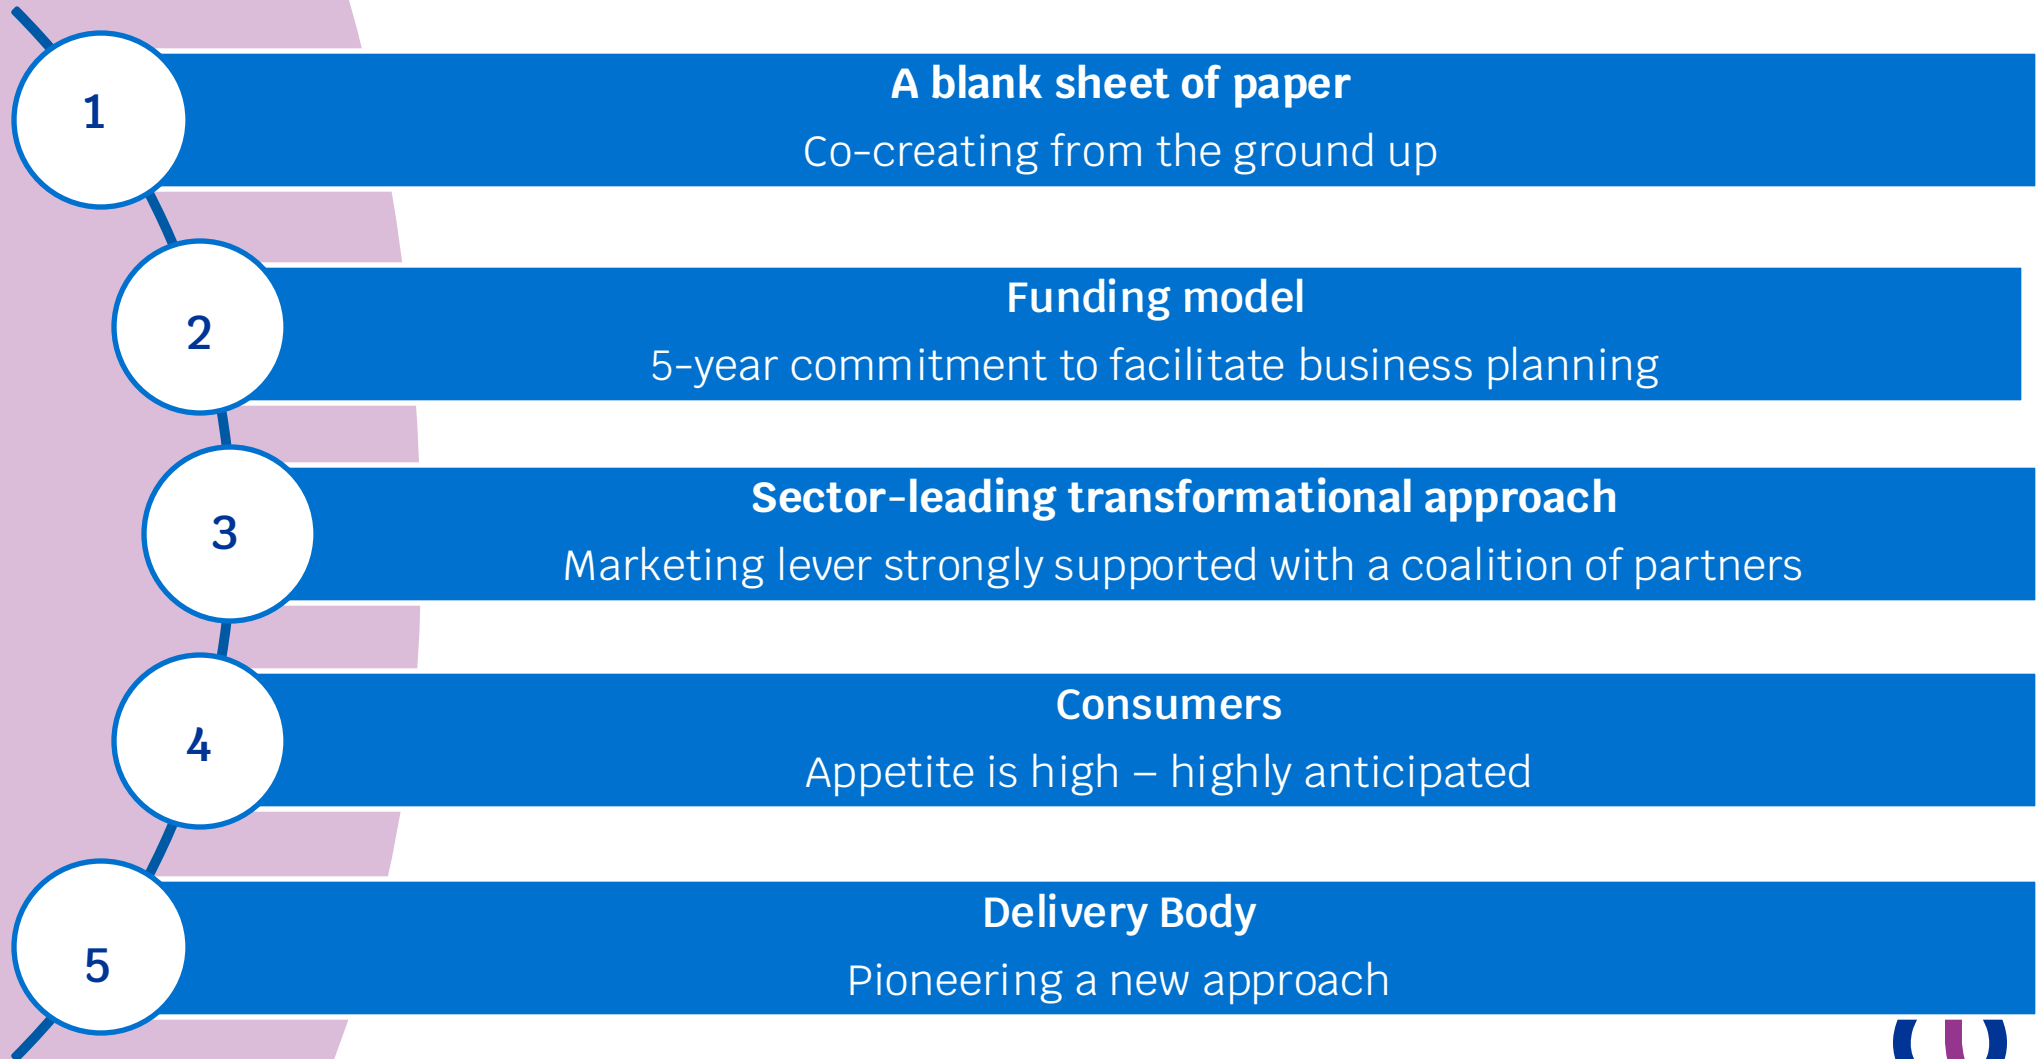 1
A blank sheet of paper
Co-creating from the ground up
2
Funding model
5-year commitment to facilitate business planning
3
Sector-leading transformational approach
Marketing lever strongly supported with a coalition of partners
4
Consumers
Appetite is high – highly anticipated
5
Delivery Body
Pioneering a new approach